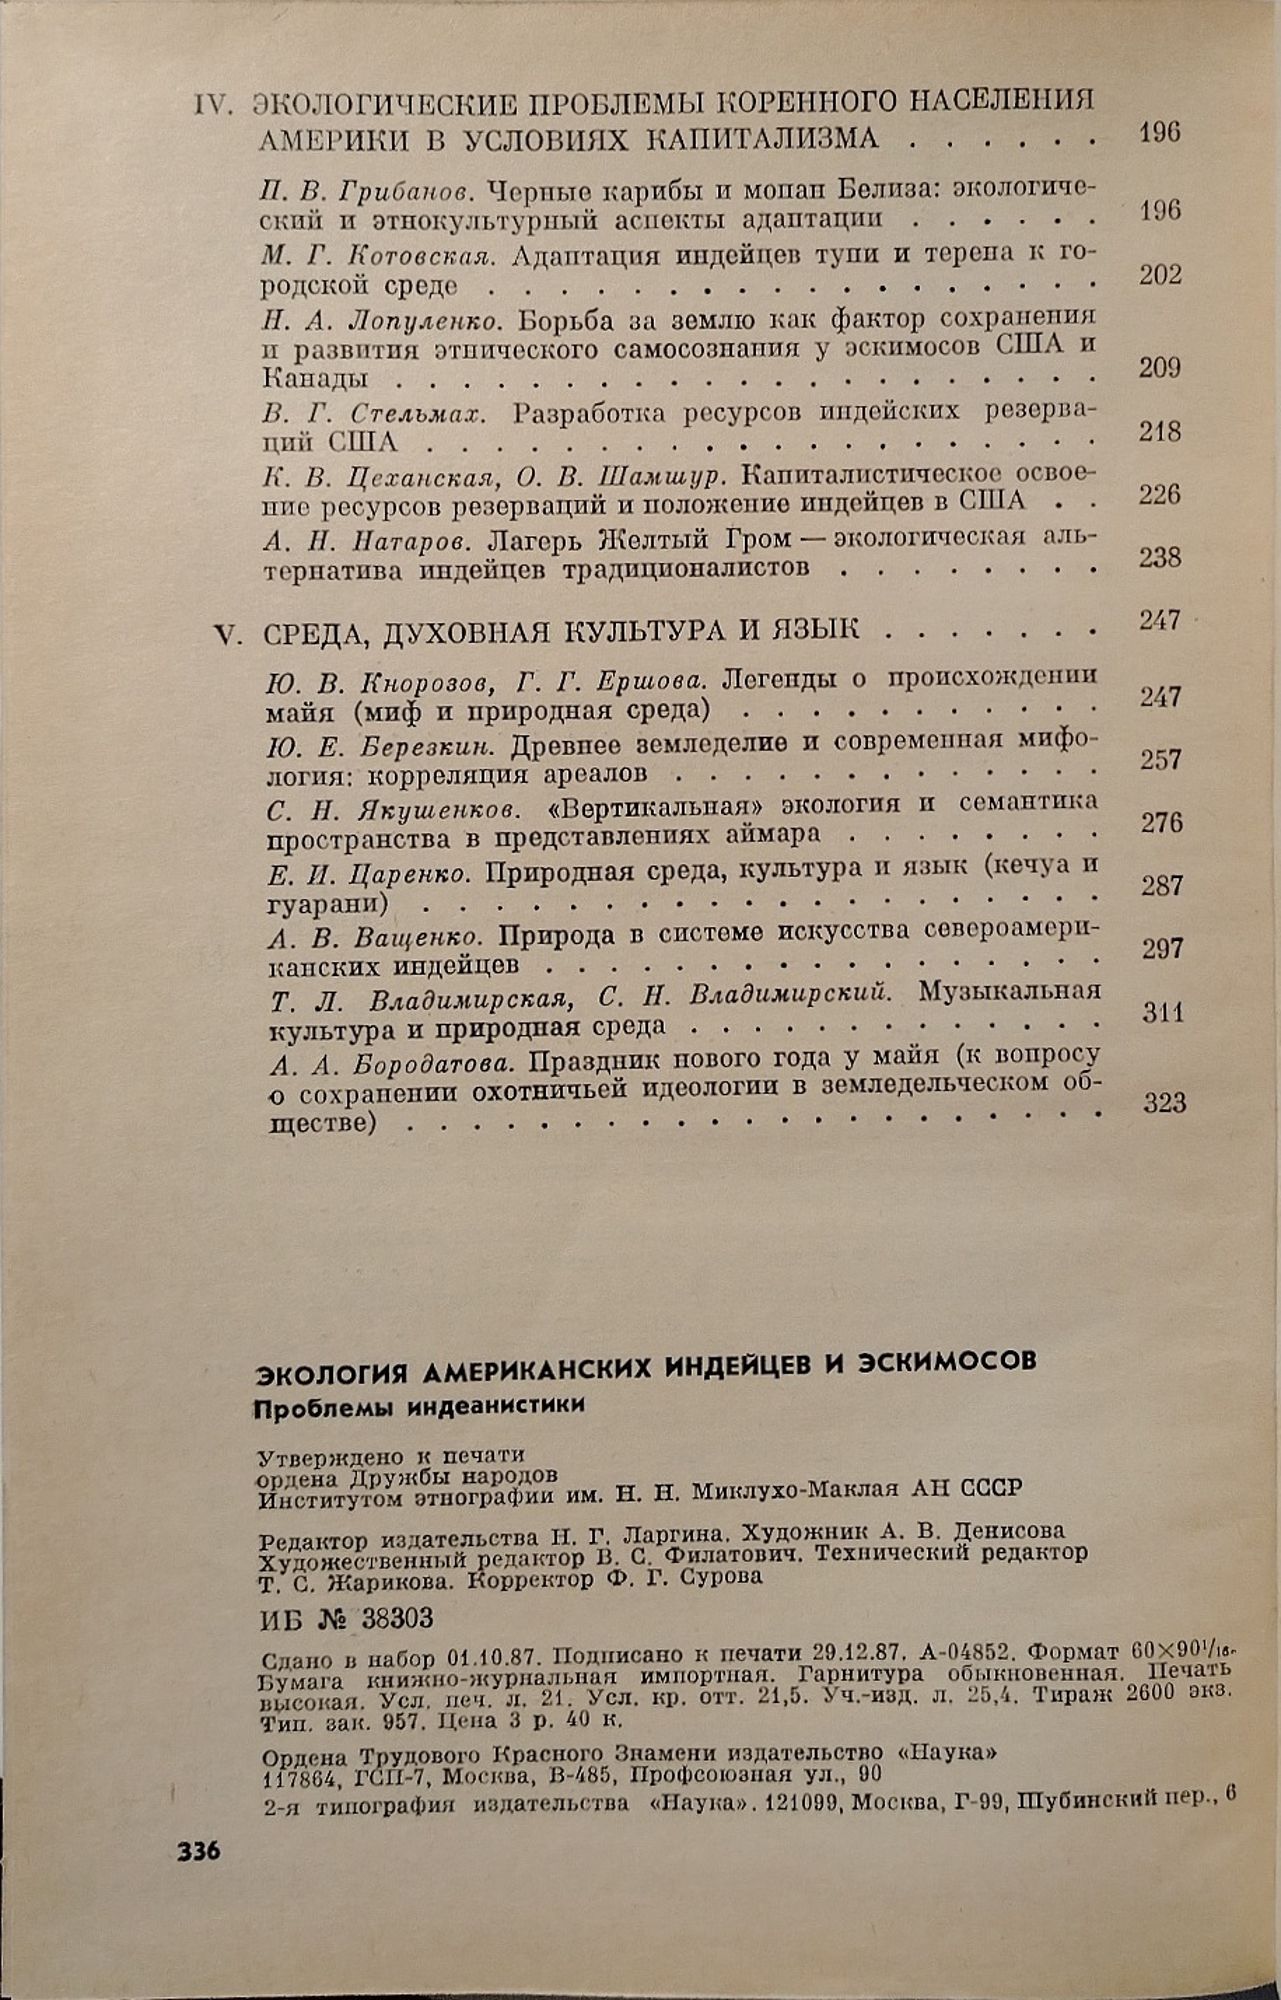 IV. ЭКОЛОГИЧЕСКИЕ ПРОБЛЕМЫ КОРЕННОГО НАСЕЛЕНИЯ
АМЕРИКИ В УСЛОВИЯХ КАПИТАЛИЗМА . . . . . . 196
П. В. Грибанов. Черные карибы и мопан Белиза: экологиче-
ский и этнокультурный аспекты адаптации . . . . . . 196
М. Г. Котовская. Адаптация индейцев тупи и терена к го-
родской среде . . . . . . . . . . . . . . . . . . 202
Н. А. Лопуленко. Борьба за землю как фактор сохранения
и развития этнического самосознания у эскимосов США и
Канады . . . . . . . . . . . . . . . . . . . . . 209
В. Г. Стельмах. Разработка ресурсов индейских резерва-
ций США . . . . . . . . . . . . . . . . . . . . 218
К. В. Цеханская, О. В. Шамшур. Капиталистическое освое-
ние ресурсов резерваций и положение индейцев в США . . 226
А. Н. Натаров. Лагерь Желтый Гром — экологическая аль-
тернатива индейцев традиционалистов . . . . . . . . 238
V. СРЕДА, ДУХОВНАЯ КУЛЬТУРА И ЯЗЫК . . . . . . . 247
Ю. В. Кнорозов, Г. Г. Ершова. Легенды о происхождении
майя (миф и природная среда) . . . . . . . . . . . 247
Ю. Е. Березкин. Древнее земледелие и современная мифо-
логия: корреляция ареалов . . . . . . . . . . . . . 257
С. Н. Якушенков. «Вертикальная» экология и семантика
пространства в представлениях аймара . . . . . . . . 276
Е. И. Царенко. Природная среда, культура и язык (кечуа и
гуарани) . . . . . . . . . . . . . . . . . . . . 287
А. В. Ващенко. Природа в системе искусства североамери-
канских индейцев . . . . . . . . . . . . . . . . . 297
Т. Л. Владимирская, С. Н. Владимирский. Музыкальная
культура и природная среда . . . . . . . . . . . . . 311
А. А. Бородатова. Праздник нового года у майя (к вопросу
о сохранении охотничьей идеологии в земледельческом об-
ществе) . . . . . . . . . . . . . . . . . . . . . 323
ЭКОЛОГИЯ АМЕРИКАНСКИХ ИНДЕЙЦЕВ И ЭСКИМОСОВ
Проблемы индеанистики
Утверждено к печати
ордена Дружбы народов
Институтом этнографии им. Н. Н. Миклухо-Маклая АН СССР
Редактор издательства Н. Г. Ларгина. Художник А. В. Денисова
Художественный редактор В. С. Филатович. Технический редактор
Т. С. Жарикова. Корректор Ф. Г. Сурова
ИБ № 38303
Сдано в набор 01.10.87. Подписано к печати 29.12.87. А-04852. Формат 60×90¹/₁₆.
Бумага книжно-журнальная импортная. Гарнитура обыкновенная. Печать
высокая. Усл. печ. л. 21. Усл. кр. отт. 21,5. Уч.-изд. л. 25,4. Тираж 2600 экз.
Тип. зак. 957. Цена 3 р. 40 к.
Ордена Трудового Красного Знамени издательство «Наука»
117864, ГСП-7, Москва, В-485, Профсоюзная ул., 90
2-я типография издательства «Наука». 121099, Москва, Г-99, Шубинский пер., 6
336